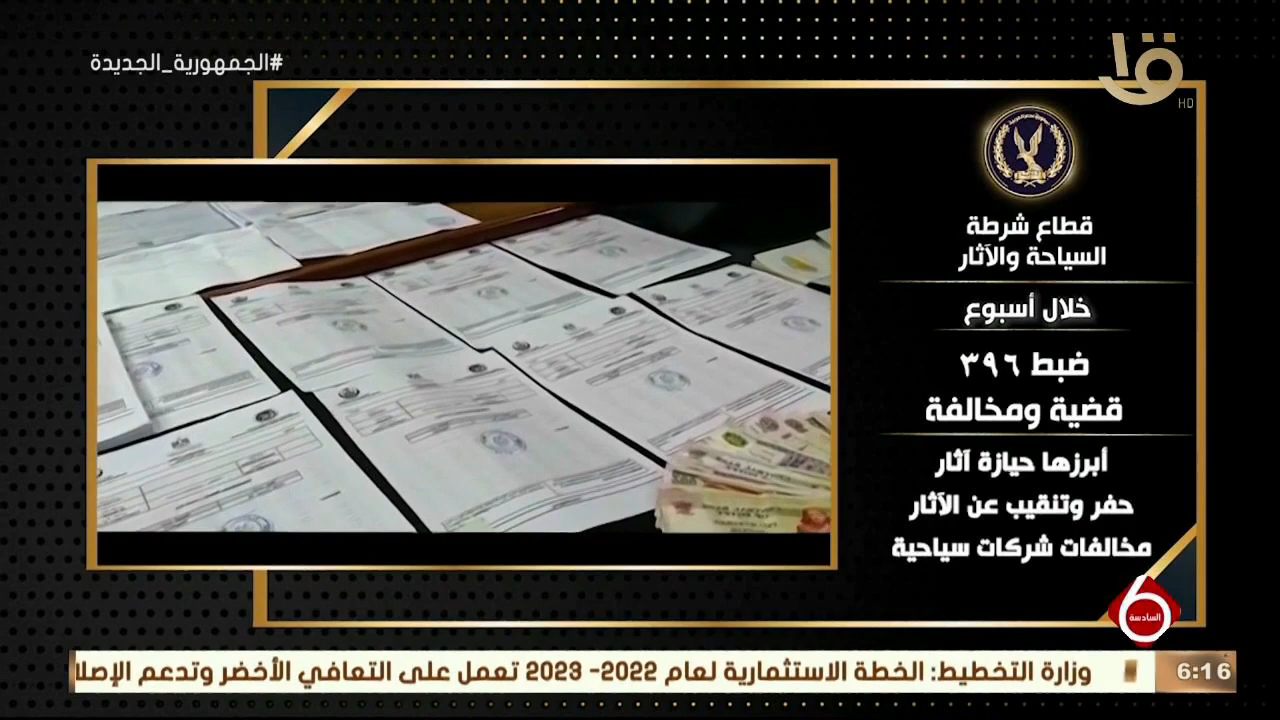 #الجمهورية_الجديدة
HD
قطاع شرطة
السياحة والآثار
خلال أسبوع
ضبط ٣٩٦
قضية ومخالفة
أبرزها حيازة آثار
حفر وتنقيب عن الآثار
مخالفات شركات سياحية
6
السادسة
وزارة التخطيط: الخطة الاستثمارية لعام 2022- 2023 تعمل على التعافي الأخضر وتدعم الإصلا
6:16